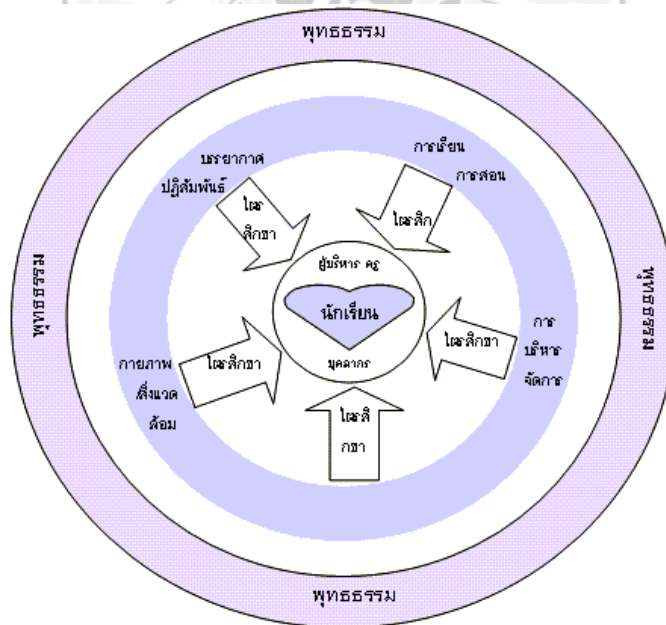 พุทธธรรม
บรรยากาศ
ปฏิสัมพันธ์
การเรียน
การสอน
ไตร
สิกขา
ไตรสิก
พุทธธรรม
พุทธธรรม
ผู้บริหาร ครู
นักเรียน
บุคลากร
กายภาพ
/สิ่งแวด
ล้อม
ไตรสิกขา
ไตรสิกขา
การ
บริหาร
จัดการ
ไตรสิ
กขา
พุทธธรรม